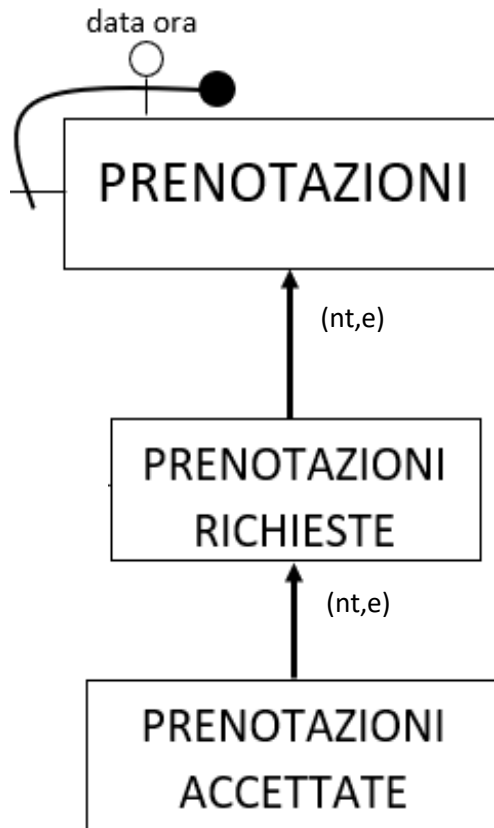 data ora
PRENOTAZIONI
(nt,e)
PRENOTAZIONI
RICHIESTE
(nt,e)
PRENOTAZIONI
ACCETTATE